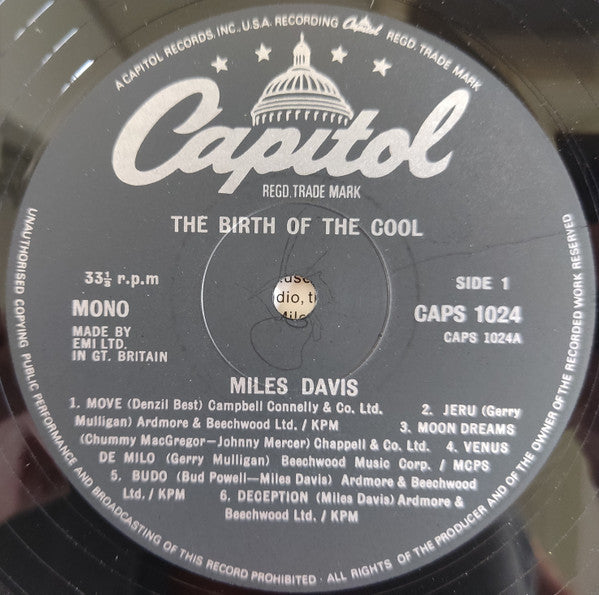 A CAPITOL RECORDS, INC., U.S.A. RECORDING Capitol REGD. TRADE MARK
Capitol
REGD. TRADE MARK
THE BIRTH OF THE COOL
33⅓ r.p.m
SIDE 1
MONO
CAPS 1024
MADE BY
EMI LTD.
IN GT. BRITAIN
CAPS 1024A
dio, t
Mile
MILES DAVIS
1. MOVE (Denzil Best) Campbell Connelly & Co. Ltd. 2. JERU (Gerry
Mulligan) Ardmore & Beechwood Ltd. / KPM 3. MOON DREAMS
(Chummy MacGregor—Johnny Mercer) Chappell & Co. Ltd. 4. VENUS
DE MILO (Gerry Mulligan) Beechwood Music Corp. / MCPS
5. BUDO (Bud Powell—Miles Davis) Ardmore & Beechwood
Ltd. / KPM 6. DECEPTION (Miles Davis) Ardmore &
Beechwood Ltd. / KPM
UNAUTHORISED COPYING, PUBLIC PERFORMANCE AND BROADCASTING OF THIS RECORD PROHIBITED · ALL RIGHTS OF THE PRODUCER AND OF THE OWNER OF THE RECORDED WORK RESERVED